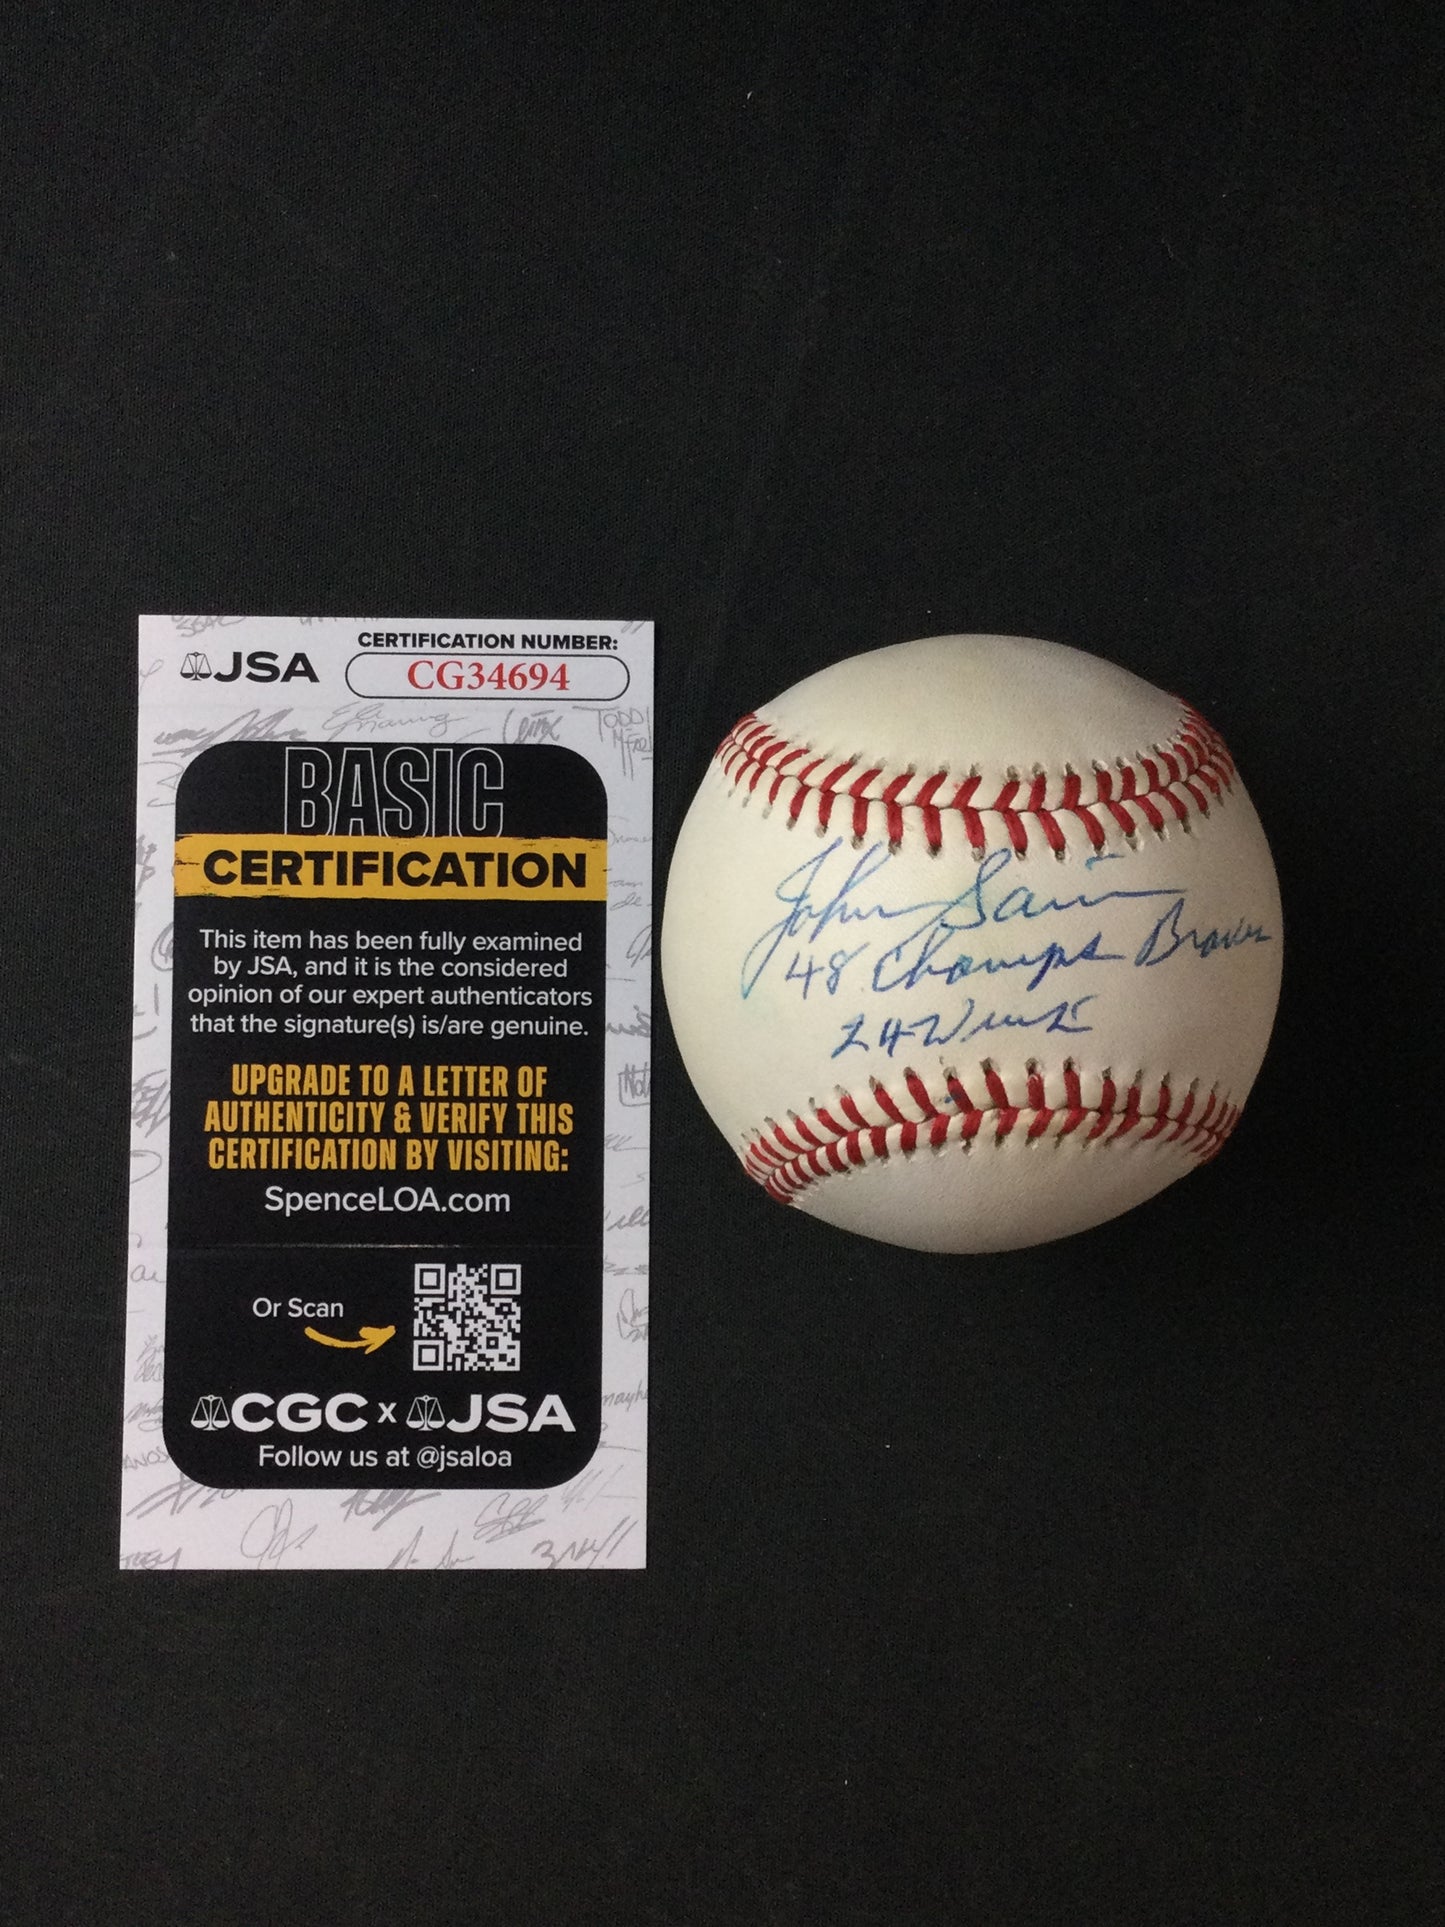 JSA
CERTIFICATION NUMBER:
CG34694
BASIC
CERTIFICATION
This item has been fully examined
by JSA, and it is the considered
opinion of our expert authenticators
that the signature(s) is/are genuine.
UPGRADE TO A LETTER OF
AUTHENTICITY & VERIFY THIS
CERTIFICATION BY VISITING:
SpenceLOA.com
Or Scan
CGC x JSA
Follow us at @jsaloa
John Sain
48 Champs Braves
24 Wins